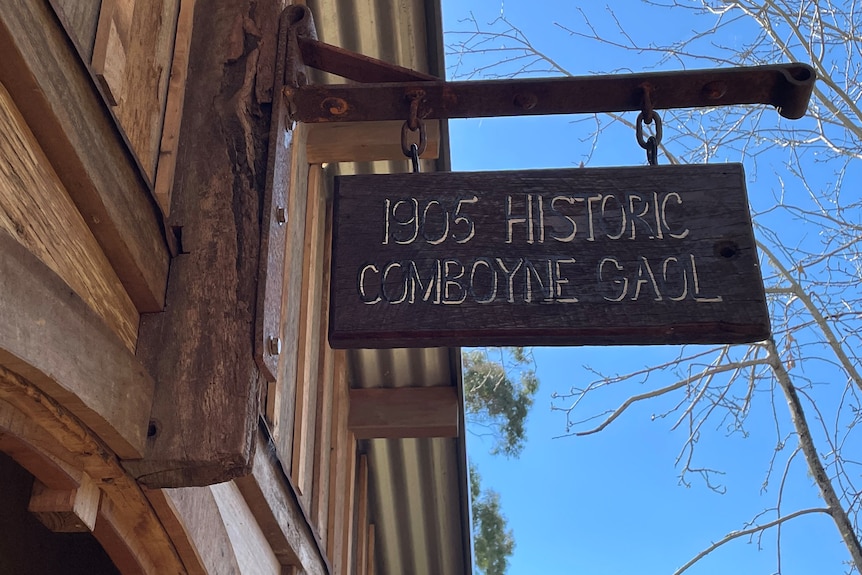 1905 HISTORIC
COMBOYNE GAOL